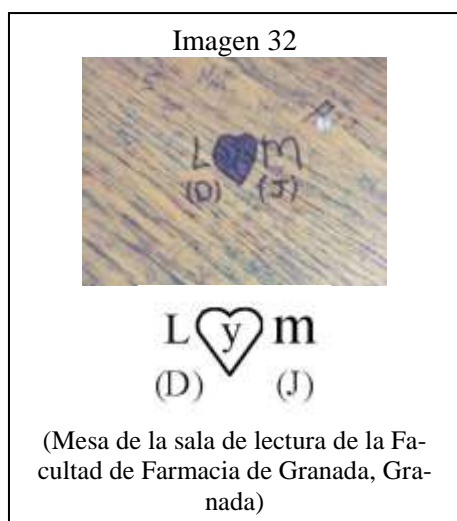 Imagen 32
L y m
(D) (J)
L y m
(D) (J)
(Mesa de la sala de lectura de la Fa-
cultad de Farmacia de Granada, Gra-
nada)